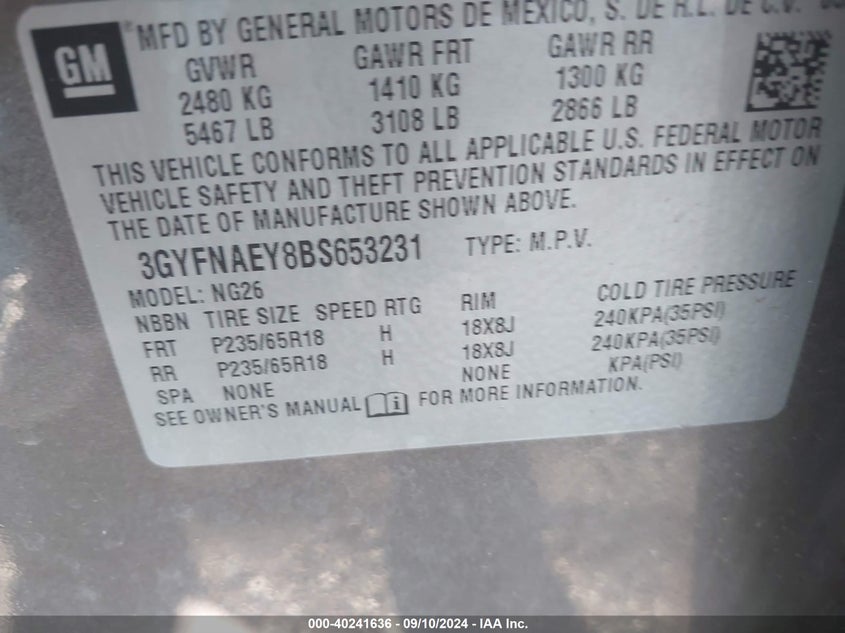 GM
® MFD BY GENERAL MOTORS DE MEXICO, S. DE R.L. DE C.V.
GVWR GAWR FRT GAWR RR
2480 KG 1410 KG 1300 KG
5467 LB 3108 LB 2866 LB
THIS VEHICLE CONFORMS TO ALL APPLICABLE U.S. FEDERAL MOTOR
VEHICLE SAFETY AND THEFT PREVENTION STANDARDS IN EFFECT ON
THE DATE OF MANUFACTURE SHOWN ABOVE.
3GYFNAEY8BS653231 TYPE: M.P.V.
MODEL: NG26
NBBN TIRE SIZE SPEED RTG RIM COLD TIRE PRESSURE
FRT P235/65R18 H 18X8J 240KPA(35PSI)
RR P235/65R18 H 18X8J 240KPA(35PSI)
SPA NONE NONE KPA(PSI)
SEE OWNER'S MANUAL i FOR MORE INFORMATION.
000-40241636 - 09/10/2024 - IAA Inc.